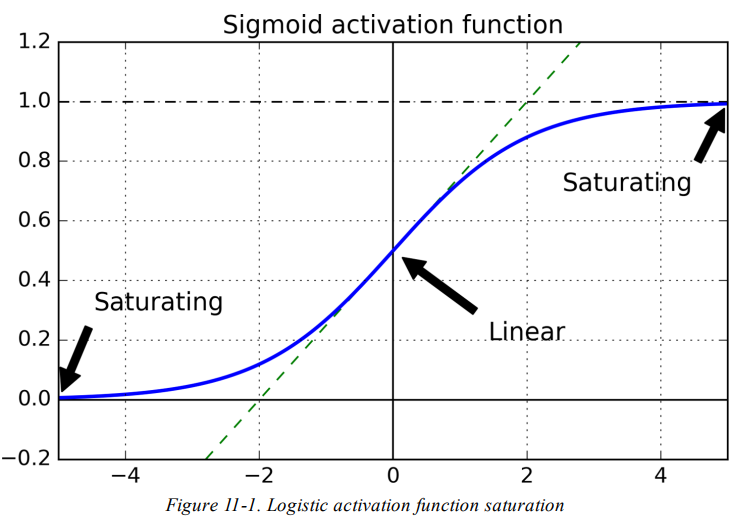 Sigmoid activation function
1.2
1.0
0.8
Saturating
0.6
0.4
Saturating
Linear
0.2
0.0
−0.2
−4 −2 0 2 4
Figure 11-1. Logistic activation function saturation